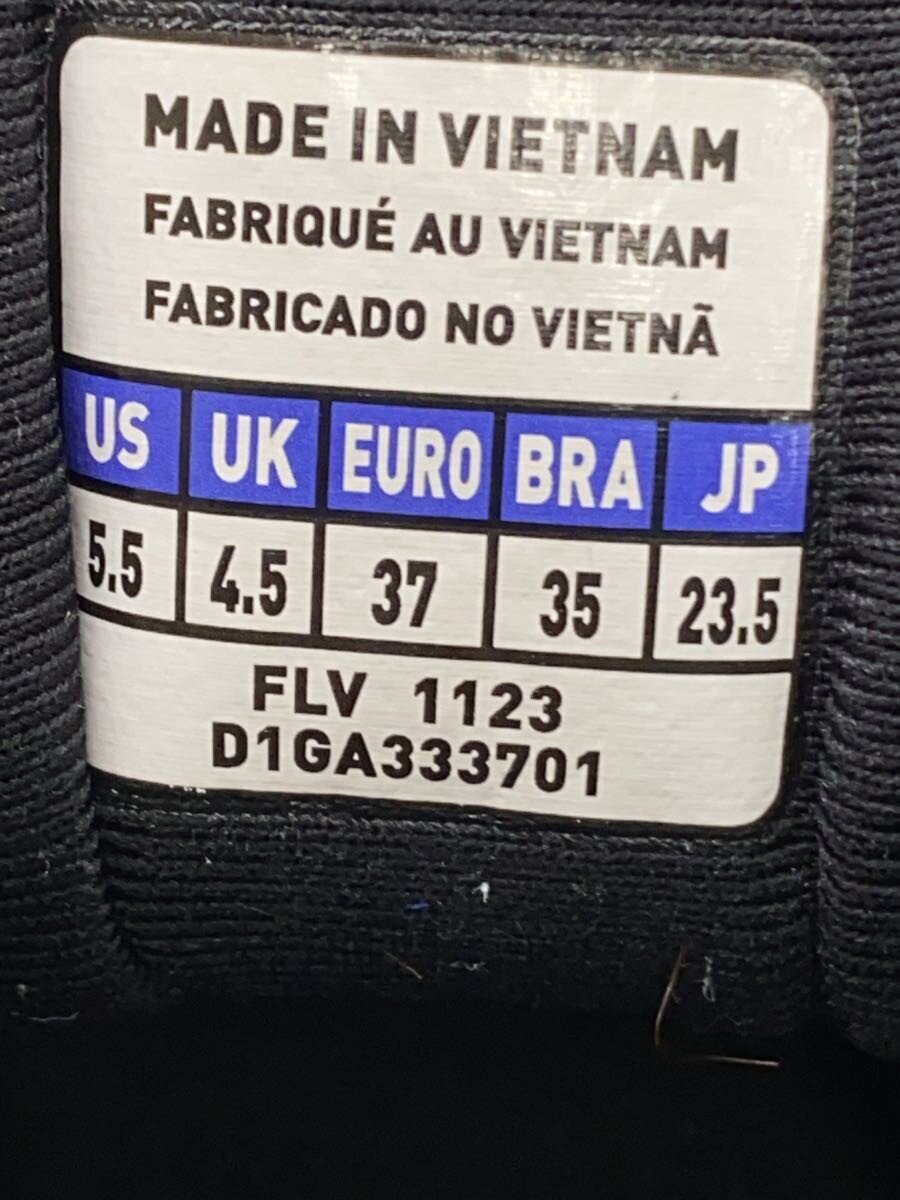 MADE IN VIETNAM
FABRIQUÉ AU VIETNAM
FABRICADO NO VIETNÃ
US UK EURO BRA JP
5.5 4.5 37 35 23.5
FLV 1123
D1GA333701